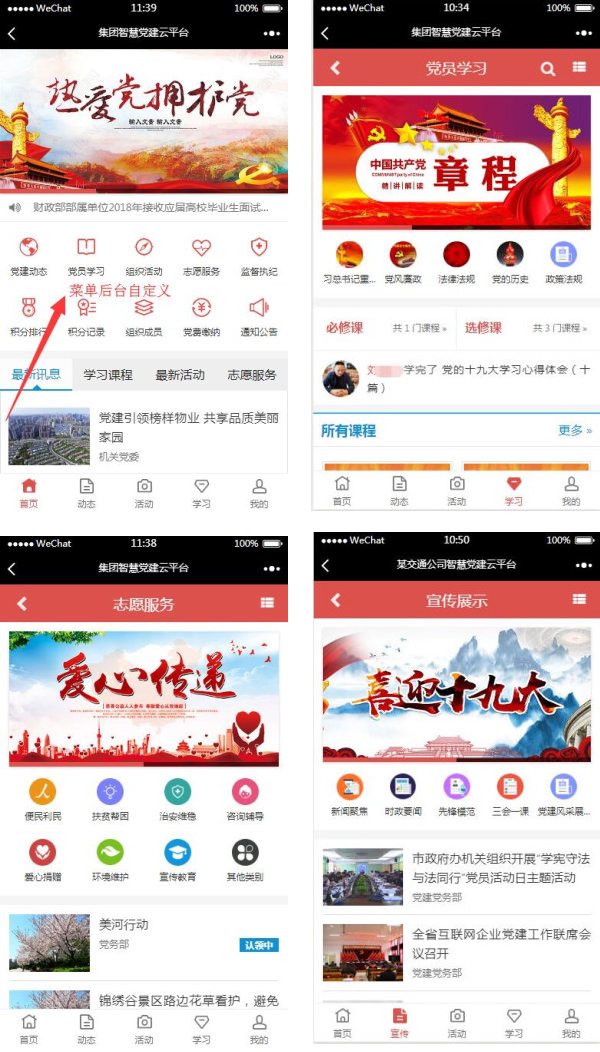 ●●●●● WeChat 11:39 100%
集团智慧党建云平台
LOGO
热爱党拥护党
输入文案 输入文案
财政部部属单位2018年接收应届高校毕业生面试...
党建动态 党员学习 组织活动 志愿服务 监督执纪
菜单后台自定义
积分排行 积分记录 组织成员 党费缴纳 通知公告
最新讯息 学习课程 最新活动 志愿服务
党建引领榜样物业 共享品质美丽
家园
机关党委
首页 动态 活动 学习 我的
●●●●● WeChat 10:34 100%
集团智慧党建云平台
党员学习
中国共产党
精讲解读
章程
习总书记重... 党风廉政 法律法规 党的历史 政策法规
必修课 共 1 门课程 » 选修课 共 3 门课程 »
刘 学完了 党的十九大学习心得体会（十
篇）
所有课程 更多 »
首页 动态 活动 学习 我的
●●●●● WeChat 11:38 100%
集团智慧党建云平台
志愿服务
爱心传递
便民利民 扶贫帮困 治安维稳 咨询辅导
爱心捐赠 环境维护 宣传教育 其他类别
美河行动
党务部 认领中
锦绣谷景区路边花草看护，避免
首页 动态 活动 学习 我的
●●●●● WeChat 10:50 100%
某交通公司智慧党建云平台
宣传展示
喜迎十九大
新闻聚焦 时政要闻 先锋模范 三会一课 党建风采展...
市政府办机关组织开展“学宪守法
与法同行”党员活动日主题活动
党建党务部
全省互联网企业党建工作联席会
议召开
党建党务部
首页 宣传 活动 学习 我的